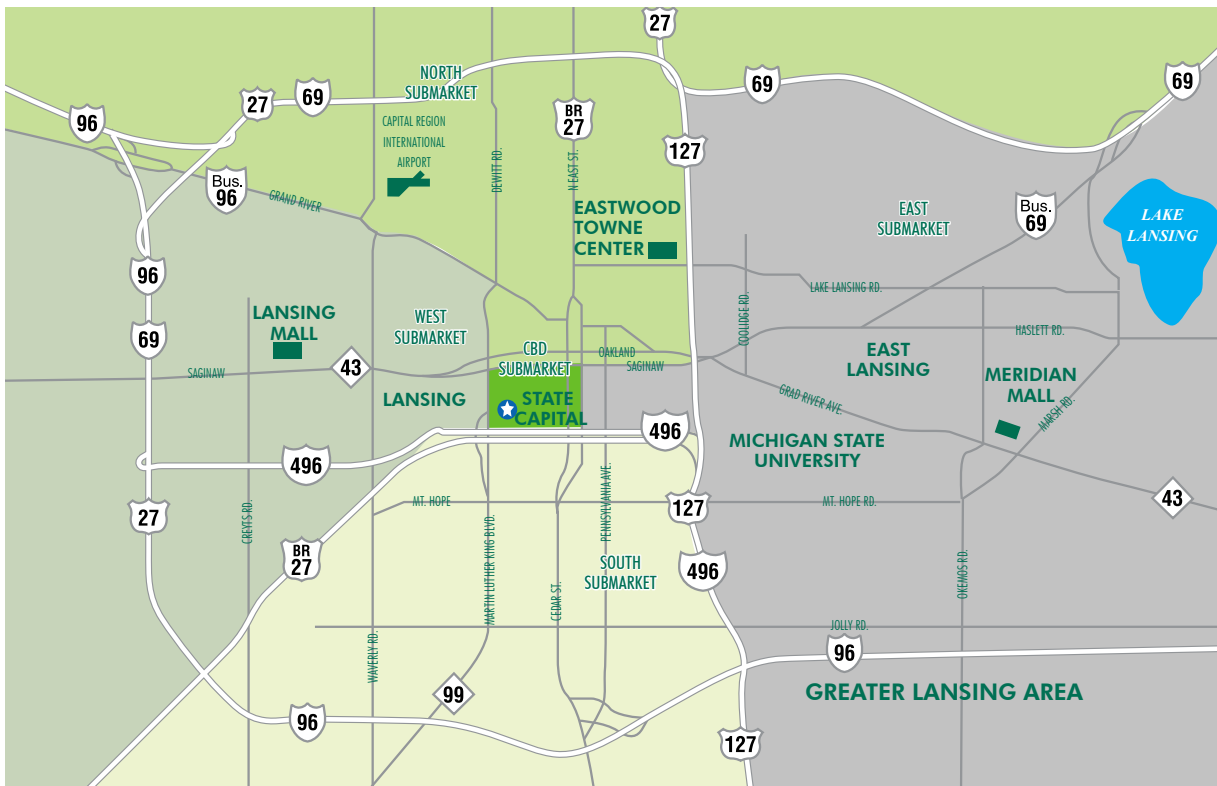 27
NORTH
SUBMARKET
69
69
69
27
96
BR
27
CAPITAL REGION
INTERNATIONAL
AIRPORT
127
DEWITT RD.
N EAST ST.
Bus.
96
GRAND RIVER
EASTWOOD
TOWNE
CENTER
EAST
SUBMARKET
Bus.
69
LAKE
LANSING
96
LAKE LANSING RD.
LANSING
MALL
WEST
SUBMARKET
COOLIDGE RD.
HASLETT RD.
69
CBD
SUBMARKET
OAKLAND
SAGINAW
EAST
LANSING
SAGINAW
43
MERIDIAN
MALL
LANSING
STATE
CAPITAL
GRAD RIVER AVE.
MARSH RD.
496
MICHIGAN STATE
UNIVERSITY
496
CREYTS RD.
MT. HOPE
PENNSYLVANIA AVE.
127
MT. HOPE RD.
43
27
BR
27
MARTIN LUTHER KING BLVD.
SOUTH
SUBMARKET
496
OKEMOS RD.
CEDAR ST.
JOLLY RD.
WAVERLY RD.
96
99
GREATER LANSING AREA
96
127